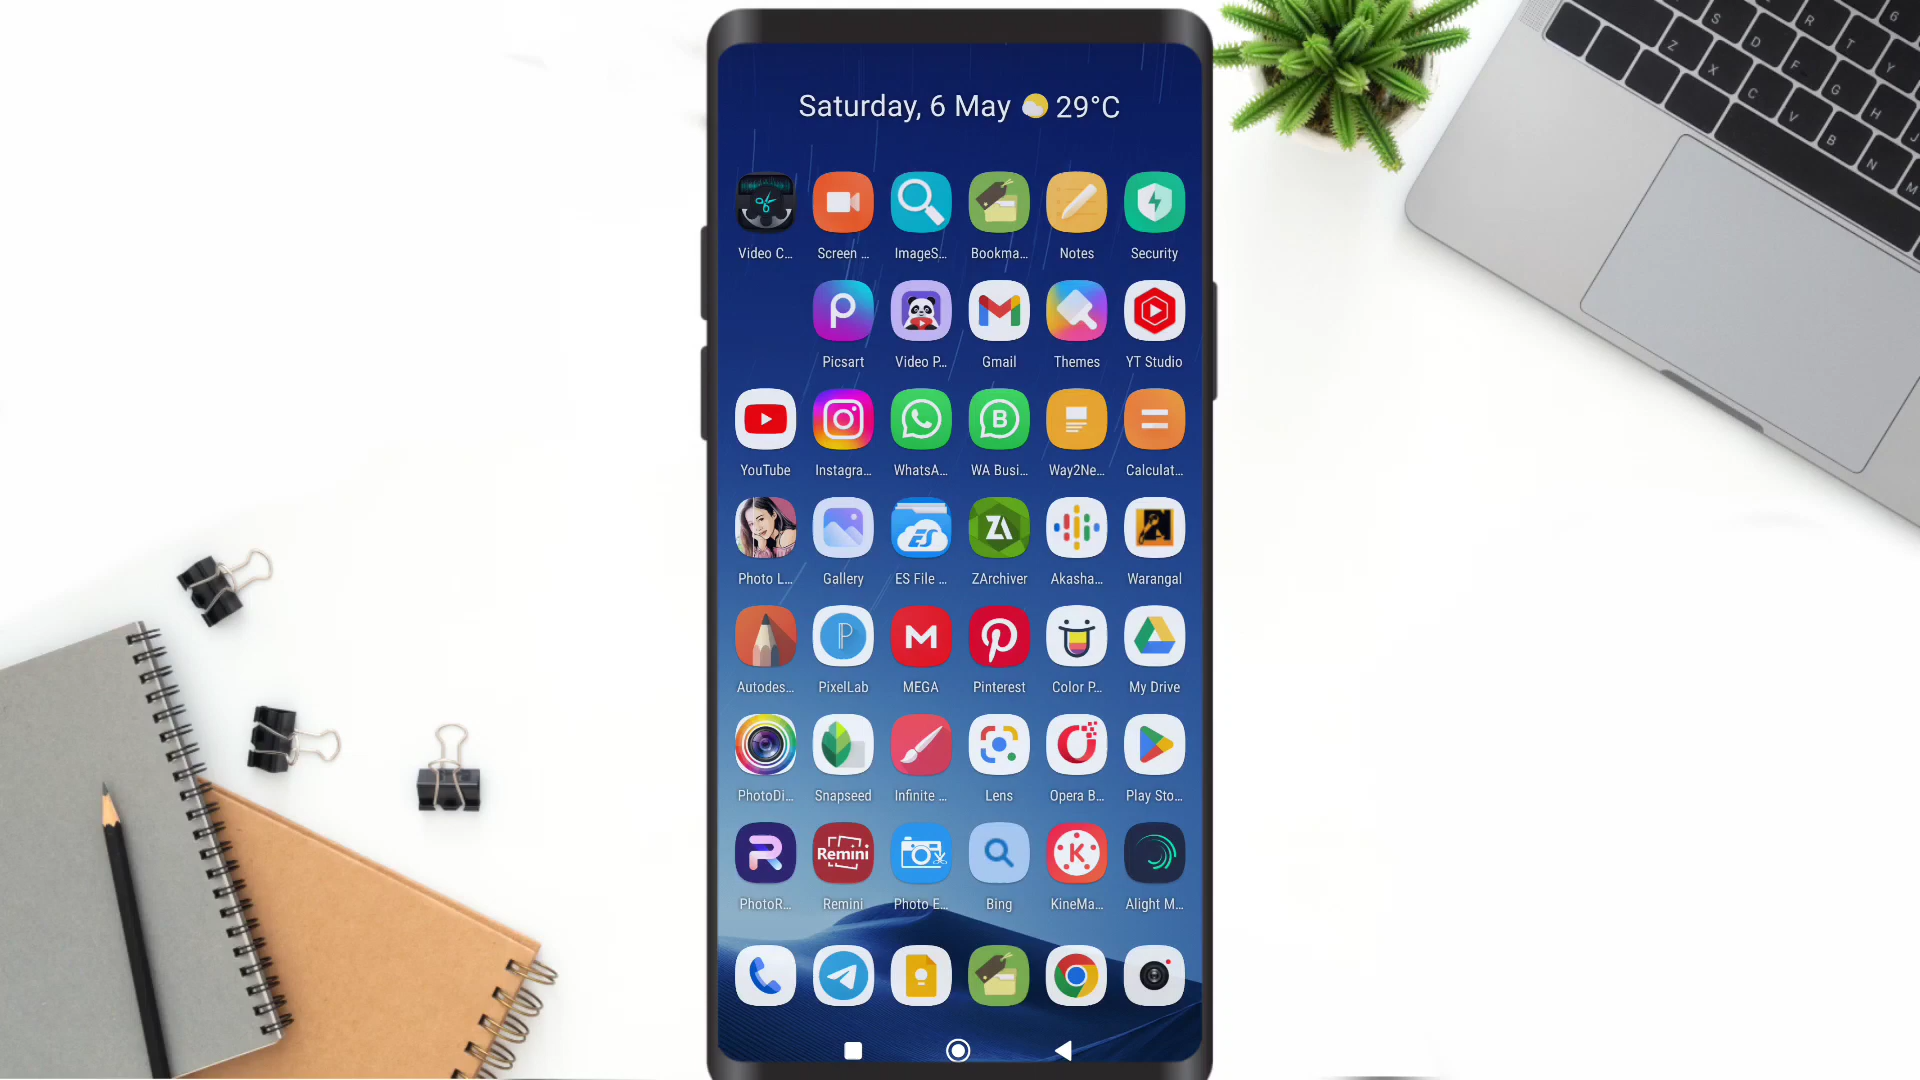 Saturday, 6 May 29°C
Video C... Screen ... ImageS... Bookma... Notes Security
Picsart Video P... Gmail Themes YT Studio
YouTube Instagra... WhatsA... WA Busi... Way2Ne... Calculat...
Photo L... Gallery ES File ... ZArchiver Akasha... Warangal
Autodes... PixelLab MEGA Pinterest Color P... My Drive
PhotoDi... Snapseed Infinite ... Lens Opera B... Play Sto...
Remini
PhotoR... Remini Photo E... Bing KineMa... Alight M...